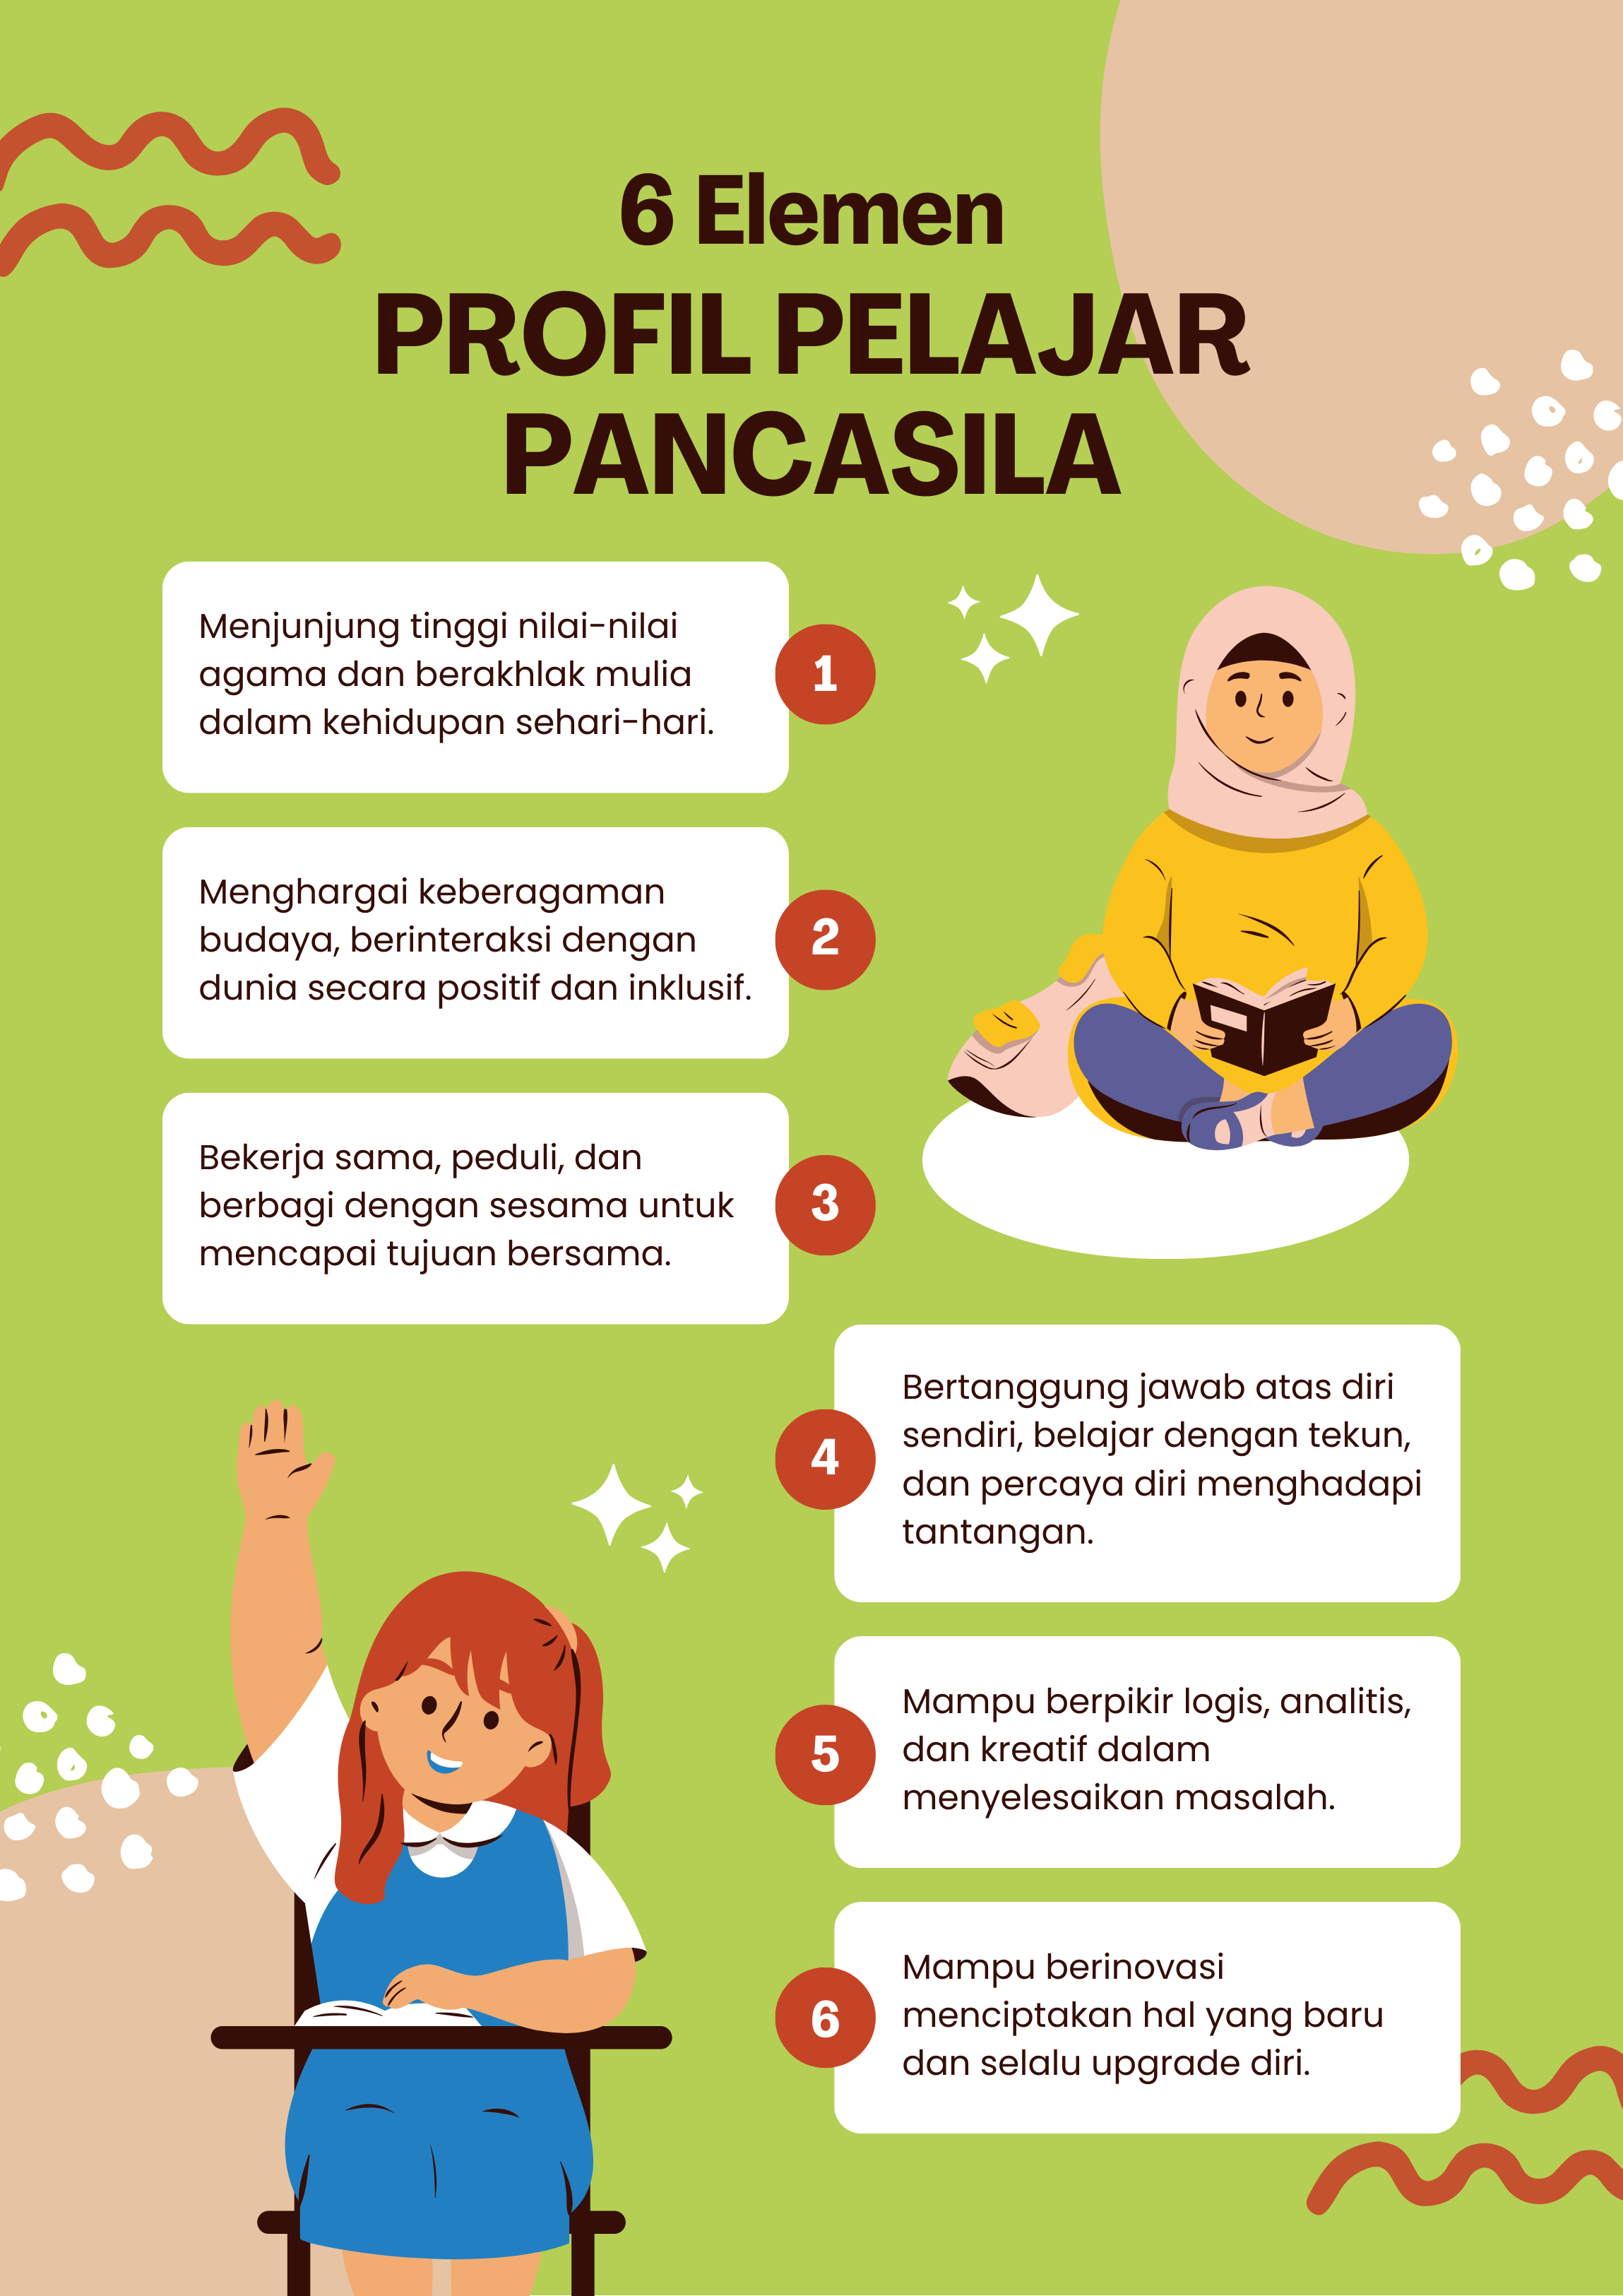 6 Elemen
PROFIL PELAJAR
PANCASILA
Menjunjung tinggi nilai-nilai
agama dan berakhlak mulia
dalam kehidupan sehari-hari.
1
Menghargai keberagaman
budaya, berinteraksi dengan
dunia secara positif dan inklusif.
2
Bekerja sama, peduli, dan
berbagi dengan sesama untuk
mencapai tujuan bersama.
3
4
Bertanggung jawab atas diri
sendiri, belajar dengan tekun,
dan percaya diri menghadapi
tantangan.
5
Mampu berpikir logis, analitis,
dan kreatif dalam
menyelesaikan masalah.
6
Mampu berinovasi
menciptakan hal yang baru
dan selalu upgrade diri.